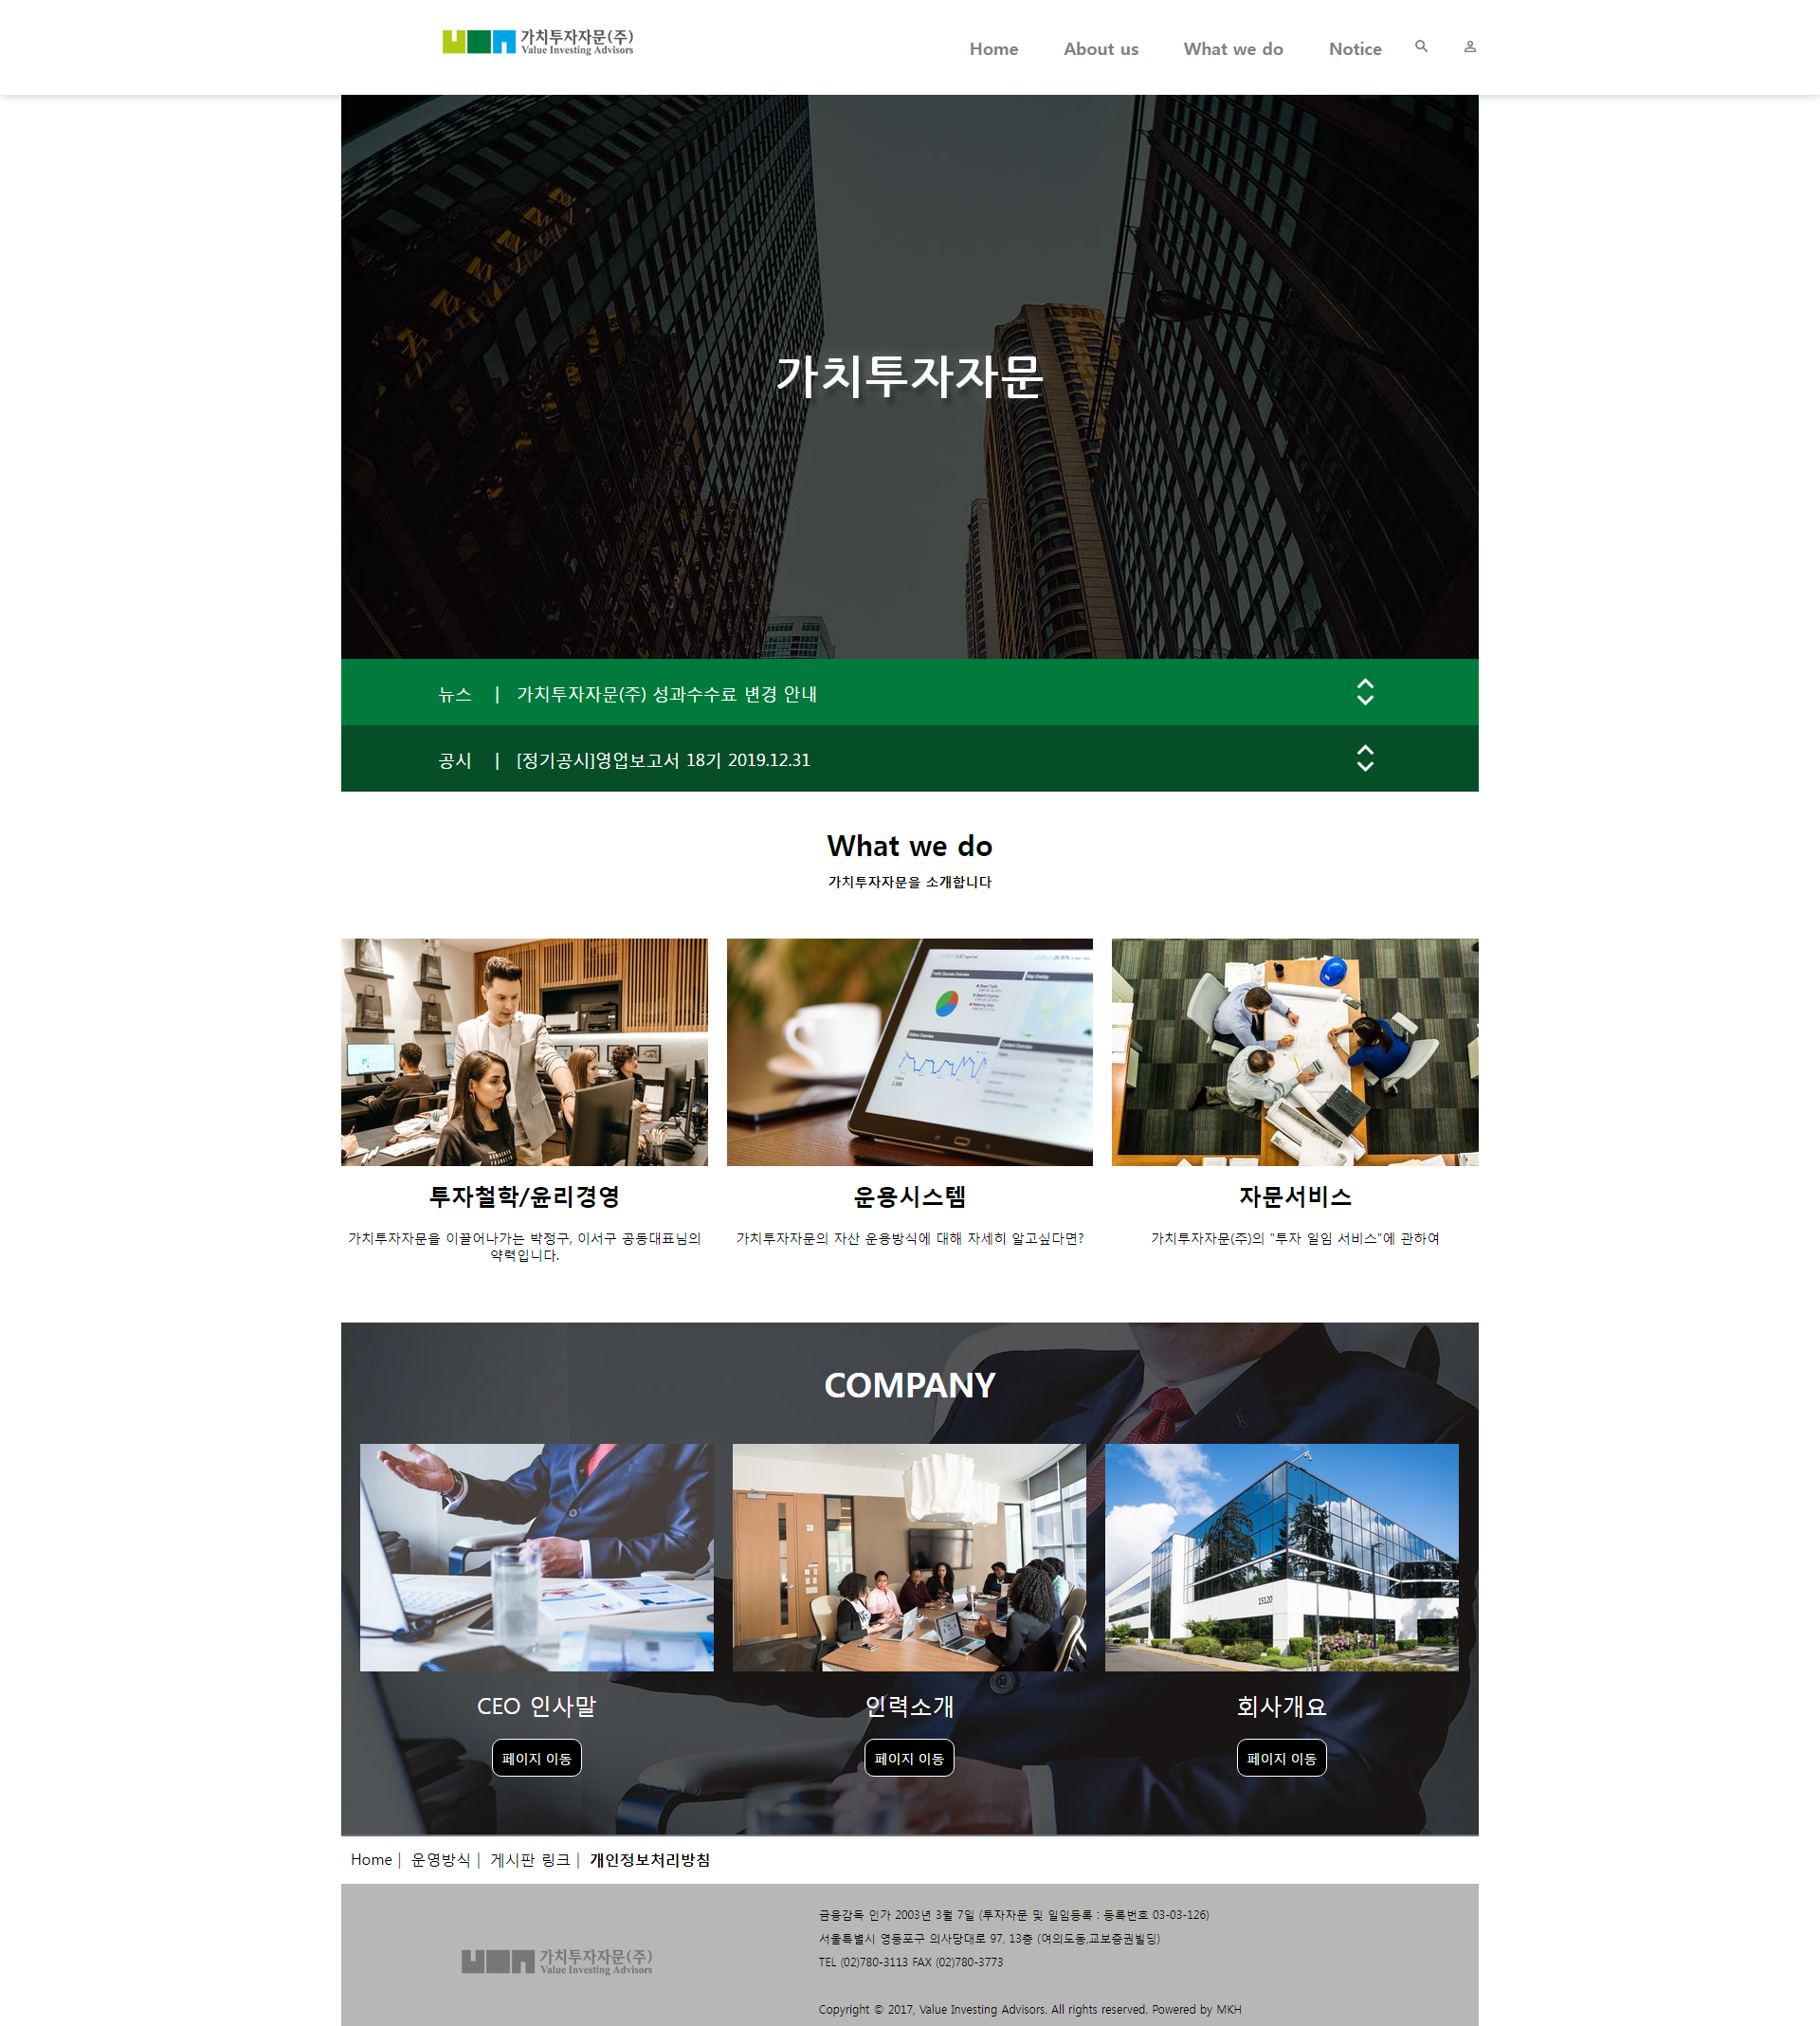 가치투자자문(주)
Value Investing Advisors
Home About us What we do Notice
가치투자자문
뉴스 | 가치투자자문(주) 성과수수료 변경 안내
공시 | [정기공시]영업보고서 18기 2019.12.31
What we do
가치투자자문을 소개합니다
투자철학/윤리경영
가치투자자문을 이끌어나가는 박정구, 이서구 공동대표님의
약력입니다.
운용시스템
가치투자자문의 자산 운용방식에 대해 자세히 알고싶다면?
자문서비스
가치투자자문(주)의 "투자 일임 서비스"에 관하여
COMPANY
15120
CEO 인사말
페이지 이동
인력소개
페이지 이동
회사개요
페이지 이동
Home | 운영방식 | 게시판 링크 | 개인정보처리방침
가치투자자문(주)
Value Investing Advisors
금융감독 인가 2003년 3월 7일 (투자자문 및 일임등록 : 등록번호 03-03-126)
서울특별시 영등포구 의사당대로 97, 13층 (여의도동,교보증권빌딩)
TEL (02)780-3113 FAX (02)780-3773
Copyright © 2017, Value Investing Advisors. All rights reserved. Powered by MKH